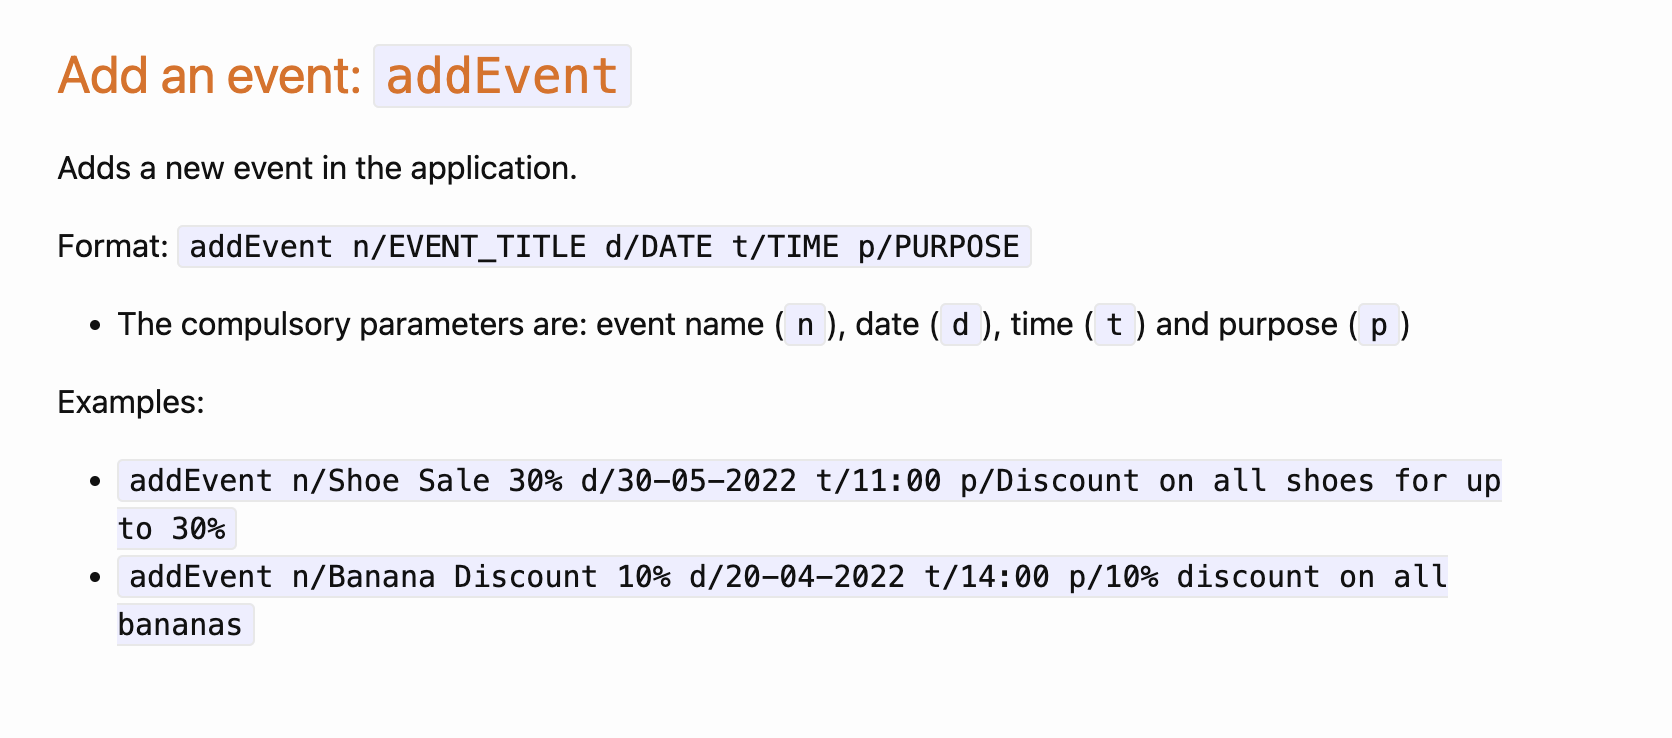 Add an event: addEvent
Adds a new event in the application.
Format: addEvent n/EVENT_TITLE d/DATE t/TIME p/PURPOSE
• The compulsory parameters are: event name ( n ), date ( d ), time ( t ) and purpose ( p )
Examples:
• addEvent n/Shoe Sale 30% d/30-05-2022 t/11:00 p/Discount on all shoes for up
to 30%
• addEvent n/Banana Discount 10% d/20-04-2022 t/14:00 p/10% discount on all
bananas